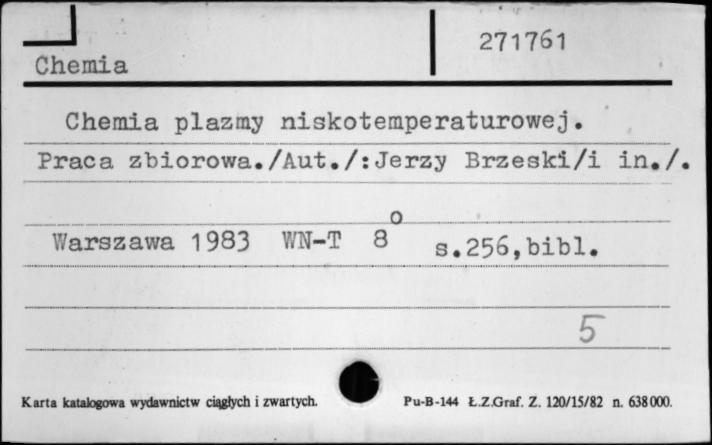 271761
Chemia
Chemia plazmy niskotemperaturowej.
Praca zbiorowa./Aut./:Jerzy Brzeski/i in./.
Warszawa 1983 WN-T 8° s.256,bibl.
5
Karta katalogowa wydawnictw ciągłych i zwartych. Pu-B-144 Ł.Z.Graf. Z. 120/15/82 n. 638000.